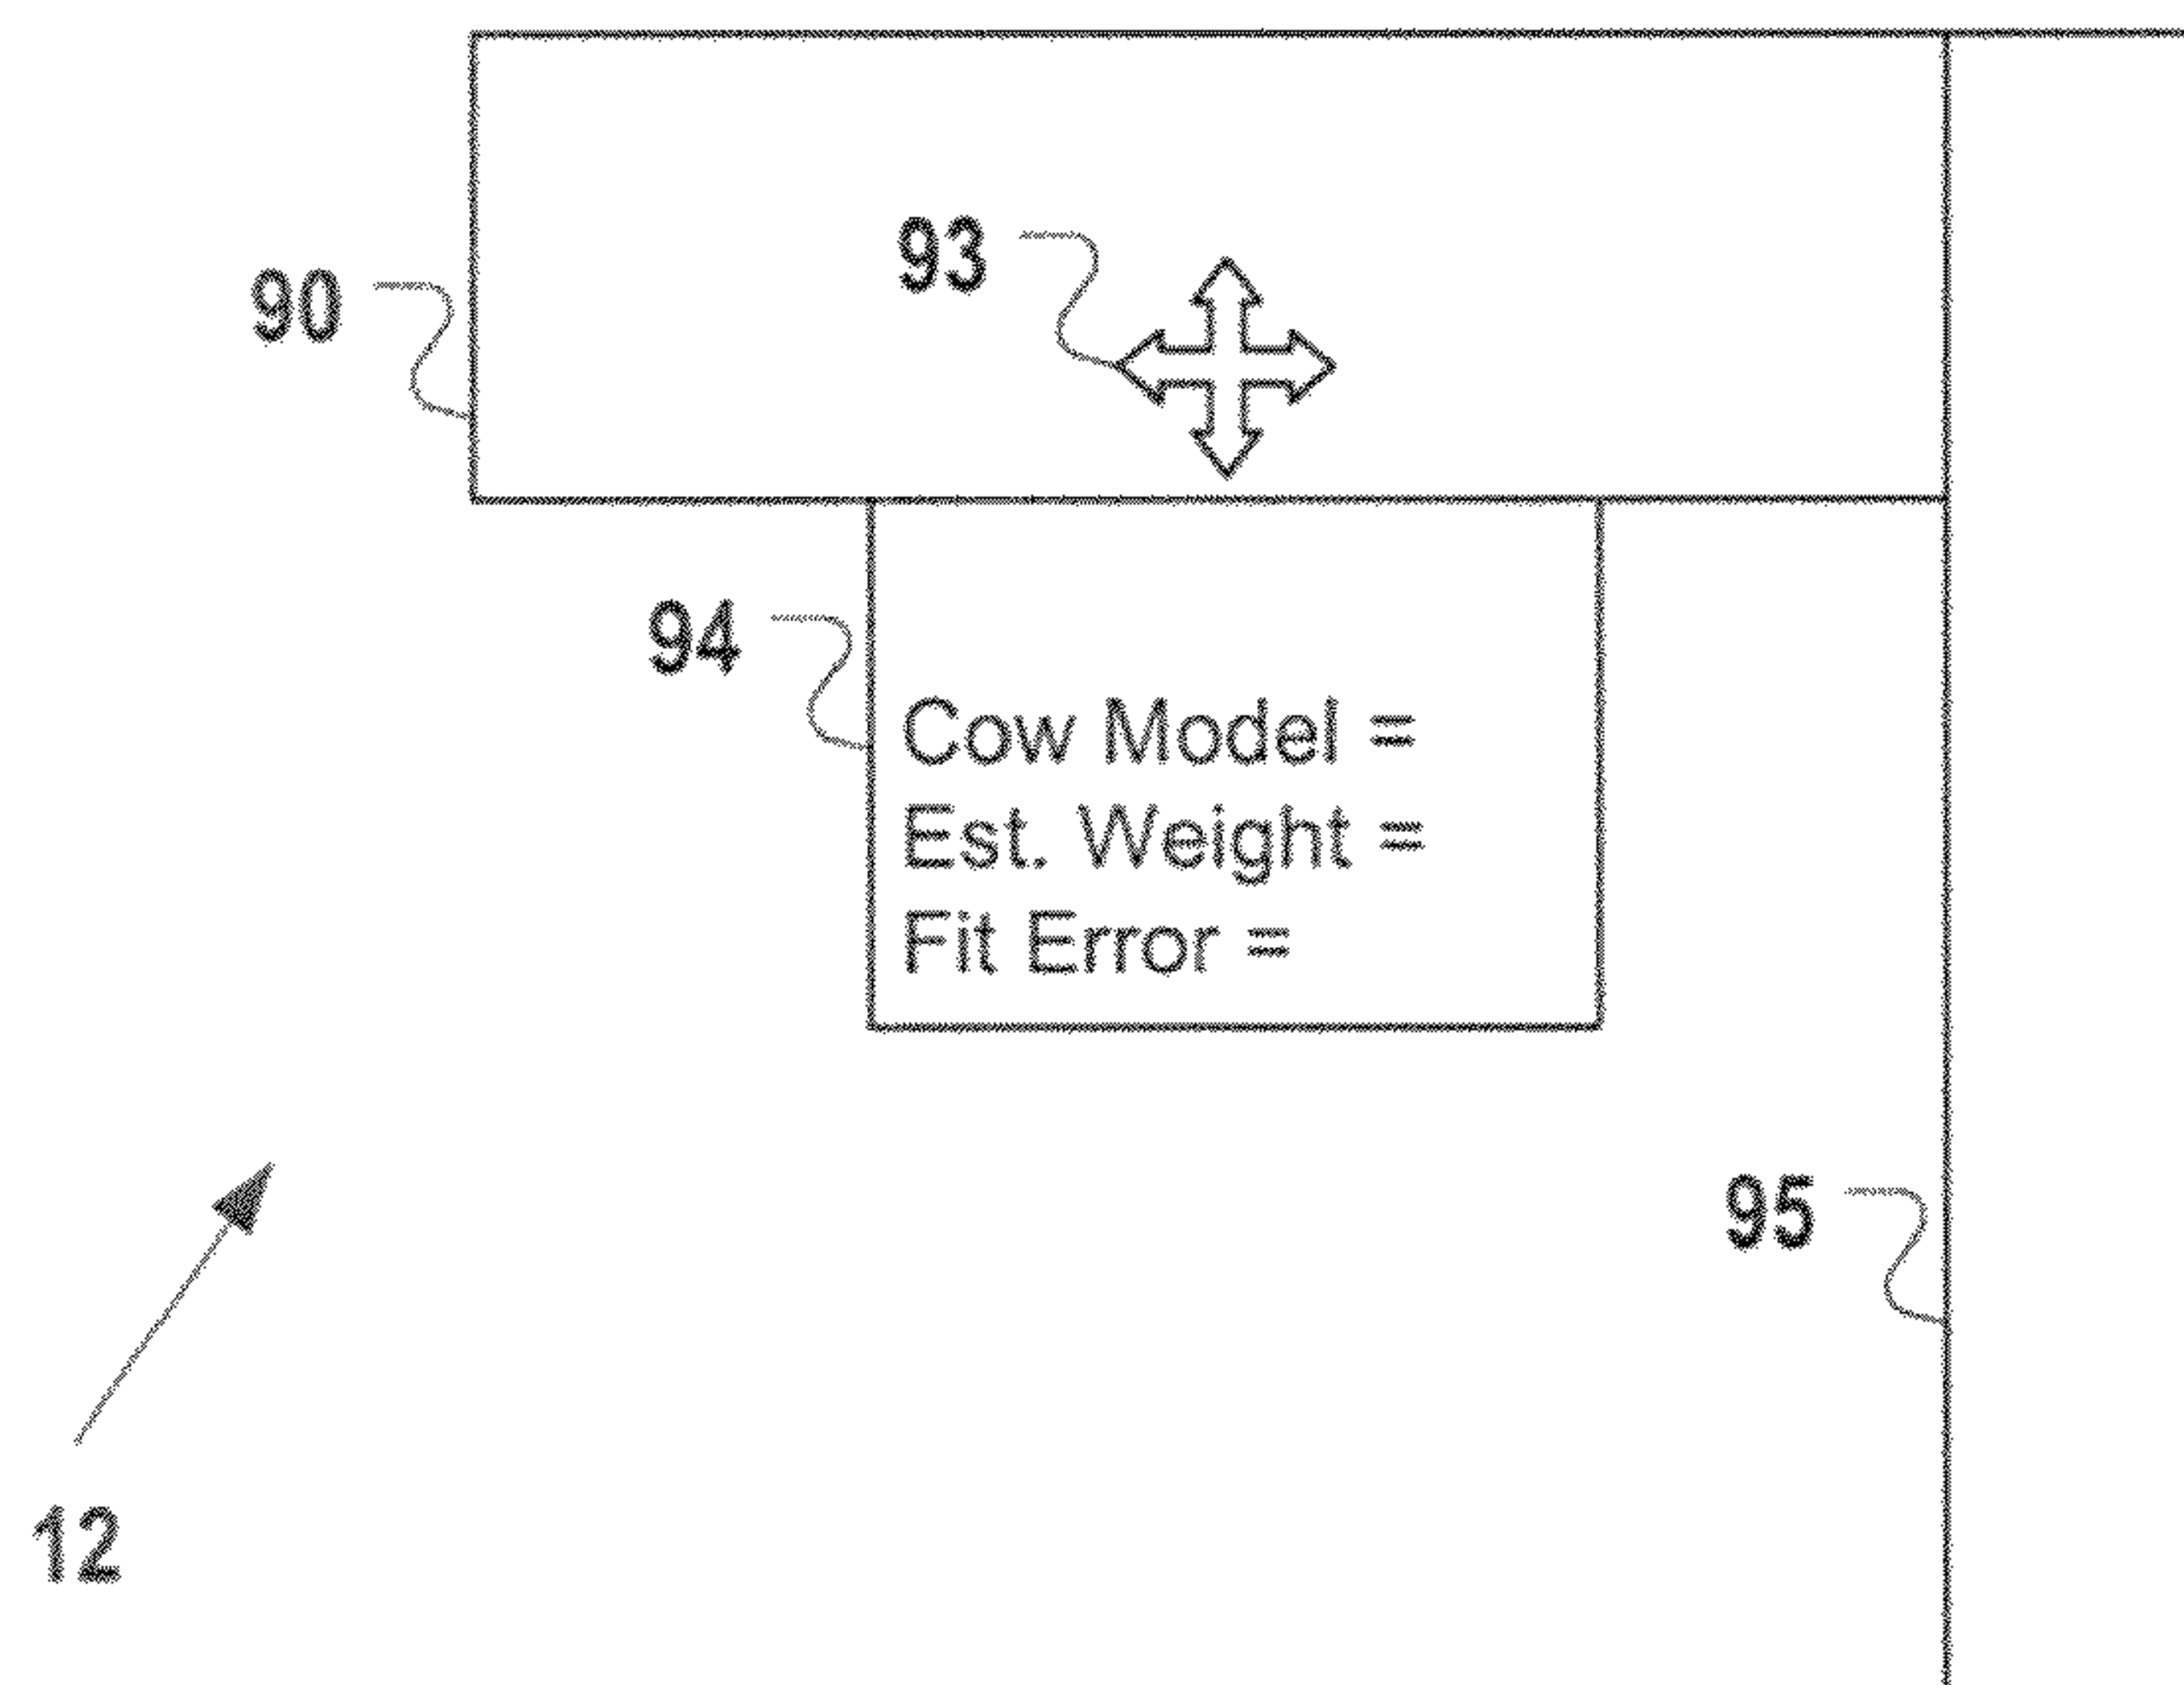 93
90
94
Cow Model =
Est. Weight =
Fit Error =
95
12